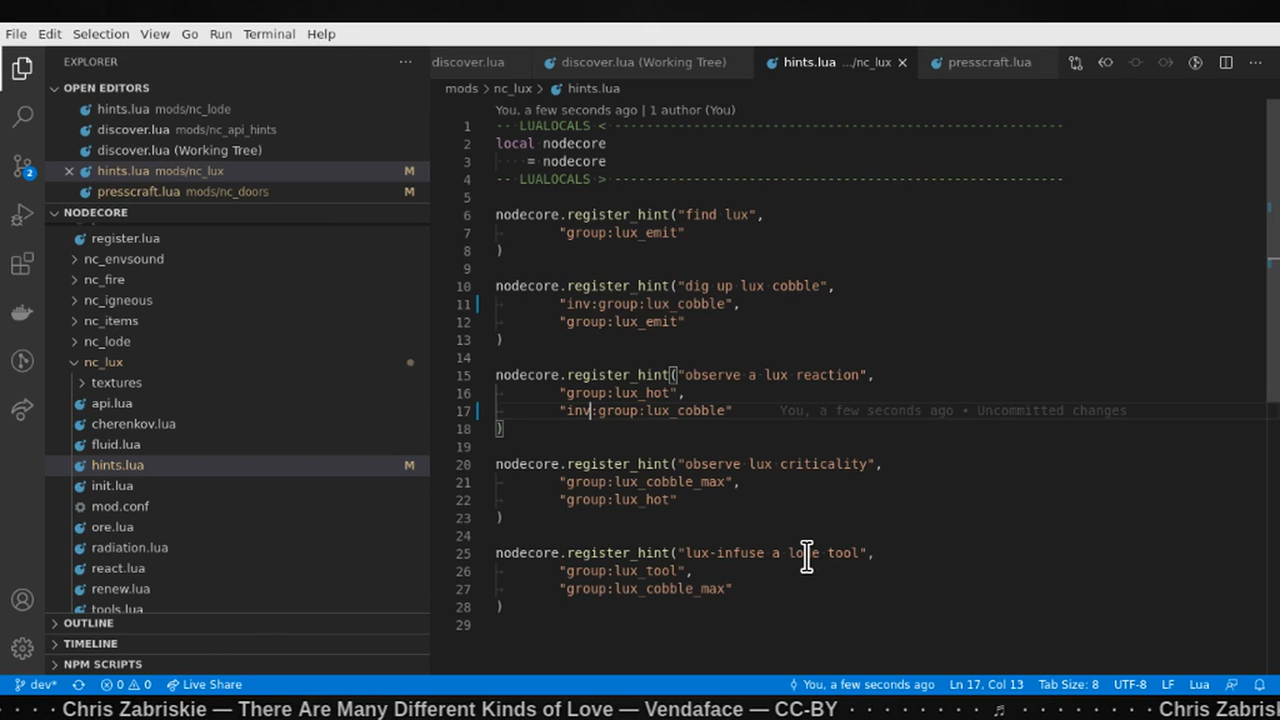 File Edit Selection View Go Run Terminal Help
EXPLORER ···
OPEN EDITORS
hints.lua mods/nc_lode
discover.lua mods/nc_api_hints
discover.lua (Working Tree)
hints.lua mods/nc_lux M
presscraft.lua mods/nc_doors M
NODECORE
register.lua
nc_envsound
nc_fire
nc_igneous
nc_items
nc_lode
nc_lux
textures
api.lua
cherenkov.lua
fluid.lua
hints.lua M
init.lua
mod.conf
ore.lua
radiation.lua
react.lua
renew.lua
tools.lua
OUTLINE
TIMELINE
NPM SCRIPTS
2
discover.lua discover.lua (Working Tree) hints.lua .../nc_lux presscraft.lua ···
mods > nc_lux > hints.lua
You, a few seconds ago | 1 author (You)
1 -- LUALOCALS < ---------------------------------------------------------
2 local nodecore
3 = nodecore
4 -- LUALOCALS > ---------------------------------------------------------
5
6 nodecore.register_hint("find lux",
7 "group:lux_emit"
8 )
9
10 nodecore.register_hint("dig up lux cobble",
11 "inv:group:lux_cobble",
12 "group:lux_emit"
13 )
14
15 nodecore.register_hint("observe a lux reaction",
16 "group:lux_hot",
17 "inv:group:lux_cobble" You, a few seconds ago • Uncommitted changes
18 )
19
20 nodecore.register_hint("observe lux criticality",
21 "group:lux_cobble_max",
22 "group:lux_hot"
23 )
24
25 nodecore.register_hint("lux-infuse a lode tool",
26 "group:lux_tool",
27 "group:lux_cobble_max"
28 )
29
dev* 0 0 Live Share You, a few seconds ago Ln 17, Col 13 Tab Size: 8 UTF-8 LF Lua
· · · · Chris Zabriskie — There Are Many Different Kinds of Love — Vendaface — CC-BY · · · · · · · ♬ · · · · · · · Chris Zabris